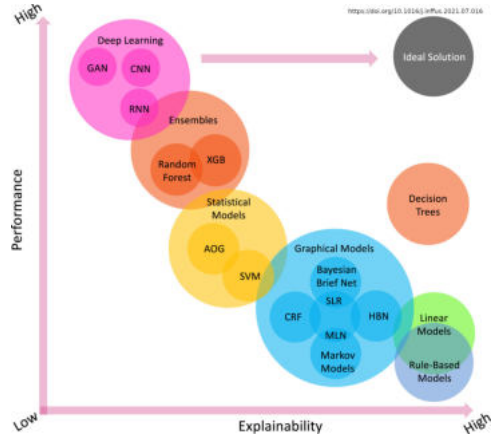 https://doi.org/10.1016/j.inffus.2021.07.016
High
Deep Learning
GAN
CNN
RNN
Ideal Solution
Ensembles
XGB
Random
Forest
Decision
Trees
Statistical
Models
AOG
SVM
Graphical Models
Bayesian
Brief Net
SLR
CRF
HBN
MLN
Markov
Models
Linear
Models
Rule-Based
Models
Performance
Low
Explainability
High